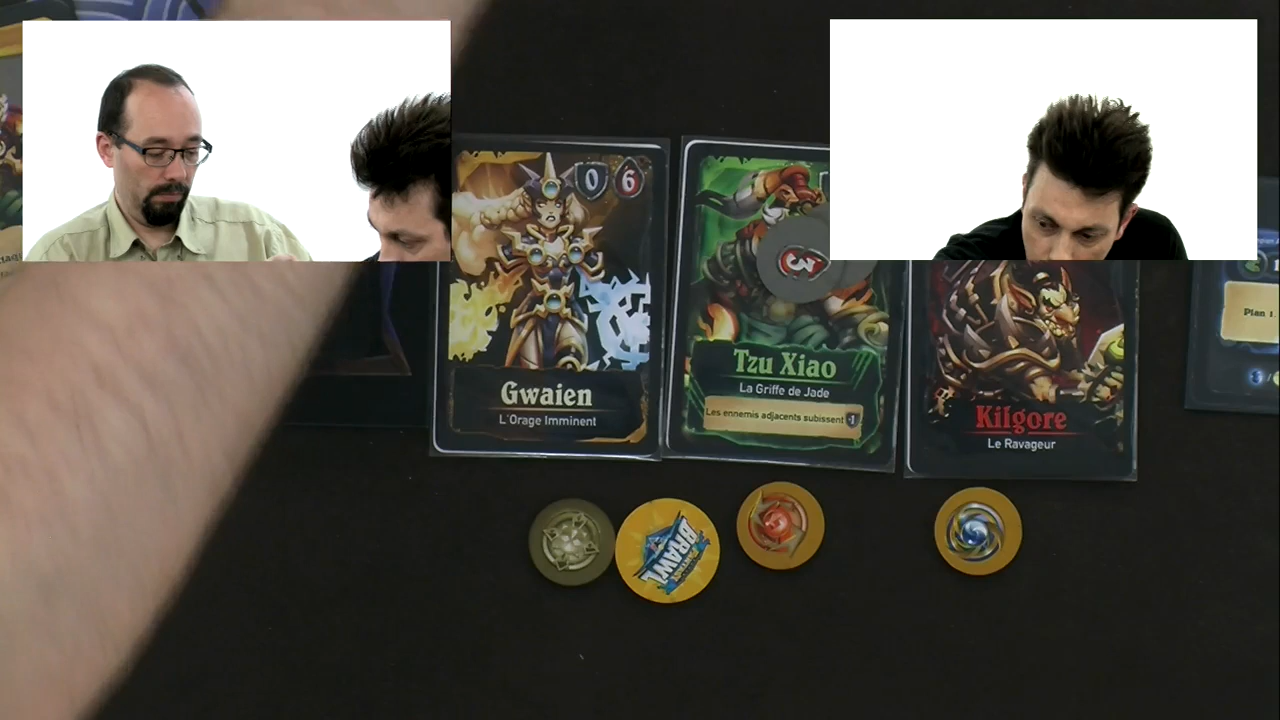 0 6
Gwaien
L'Orage Imminent
3
Tzu Xiao
La Griffe de Jade
Les ennemis adjacents subissent -1
Kilgore
Le Ravageur
BRAWL
Plan 1